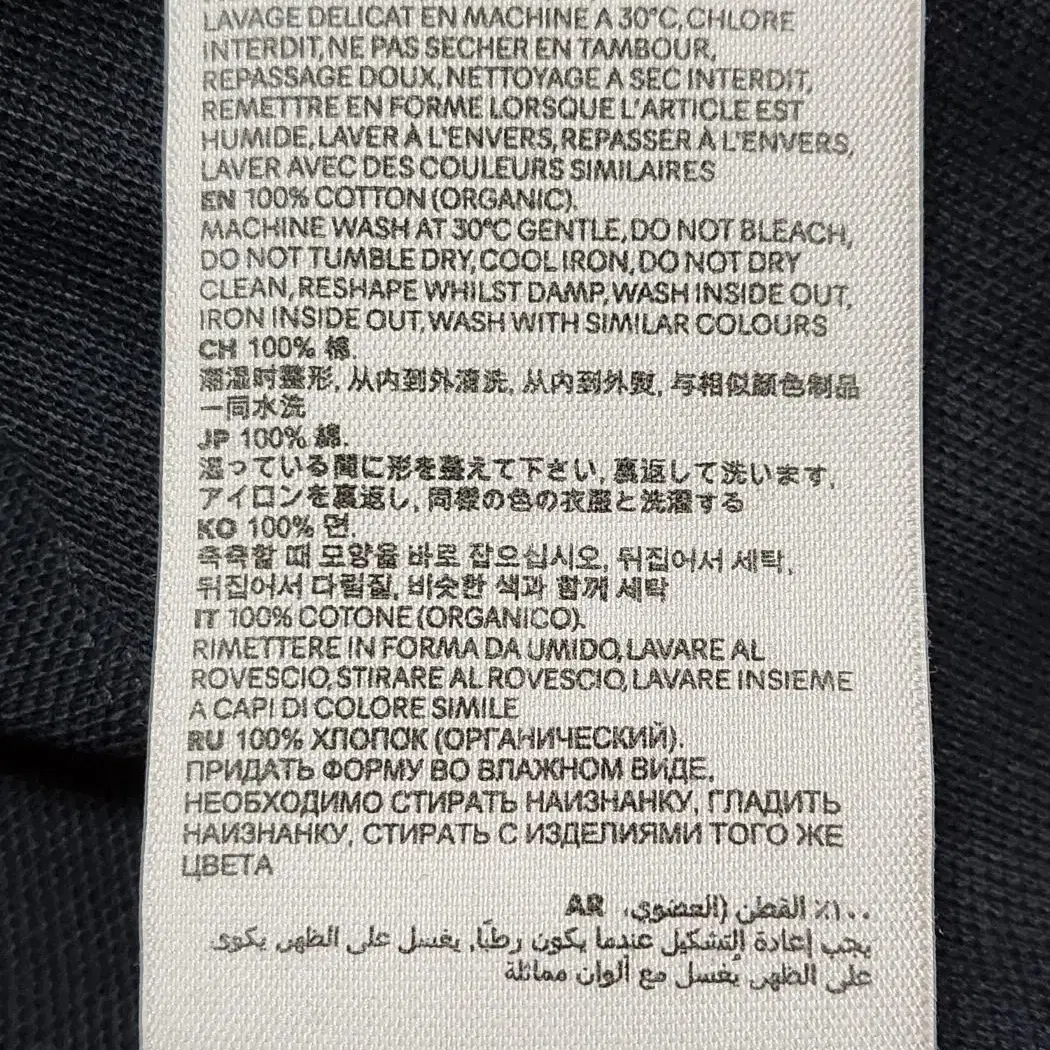 LAVAGE DELICAT EN MACHINE A 30°C,CHLORE
INTERDIT,NE PAS SECHER EN TAMBOUR,
REPASSAGE DOUX,NETTOYAGE A SEC INTERDIT,
REMETTRE EN FORME LORSQUE L'ARTICLE EST
HUMIDE,LAVER À L'ENVERS,REPASSER À L'ENVERS,
LAVER AVEC DES COULEURS SIMILAIRES
EN 100% COTTON (ORGANIC).
MACHINE WASH AT 30°C GENTLE,DO NOT BLEACH,
DO NOT TUMBLE DRY,COOL IRON,DO NOT DRY
CLEAN,RESHAPE WHILST DAMP,WASH INSIDE OUT,
IRON INSIDE OUT,WASH WITH SIMILAR COLOURS
CH 100% 棉.
潮湿时整形, 从内到外清洗, 从内到外熨, 与相似颜色制品
一同水洗
JP 100% 綿.
湿っている間に形を整えて下さい, 裏返して洗います,
アイロンを裏返し, 同様の色の衣服と洗濯する
KO 100% 면.
축축할 때 모양을 바로 잡으십시오, 뒤집어서 세탁,
뒤집어서 다림질, 비슷한 색과 함께 세탁
IT 100% COTONE (ORGANICO).
RIMETTERE IN FORMA DA UMIDO,LAVARE AL
ROVESCIO,STIRARE AL ROVESCIO,LAVARE INSIEME
A CAPI DI COLORE SIMILE
RU 100% ХЛОПОК (ОРГАНИЧЕСКИЙ).
ПРИДАТЬ ФОРМУ ВО ВЛАЖНОМ ВИДЕ,
НЕОБХОДИМО СТИРАТЬ НАИЗНАНКУ, ГЛАДИТЬ
НАИЗНАНКУ, СТИРАТЬ С ИЗДЕЛИЯМИ ТОГО ЖЕ
ЦВЕТА
١٠٠٪ القطن (العضوي, AR
يجب إعادة التشكيل عندما يكون رطبًا, يغسل على الظهر, يكوى
على الظهر, يُغسل مع ألوان مماثلة